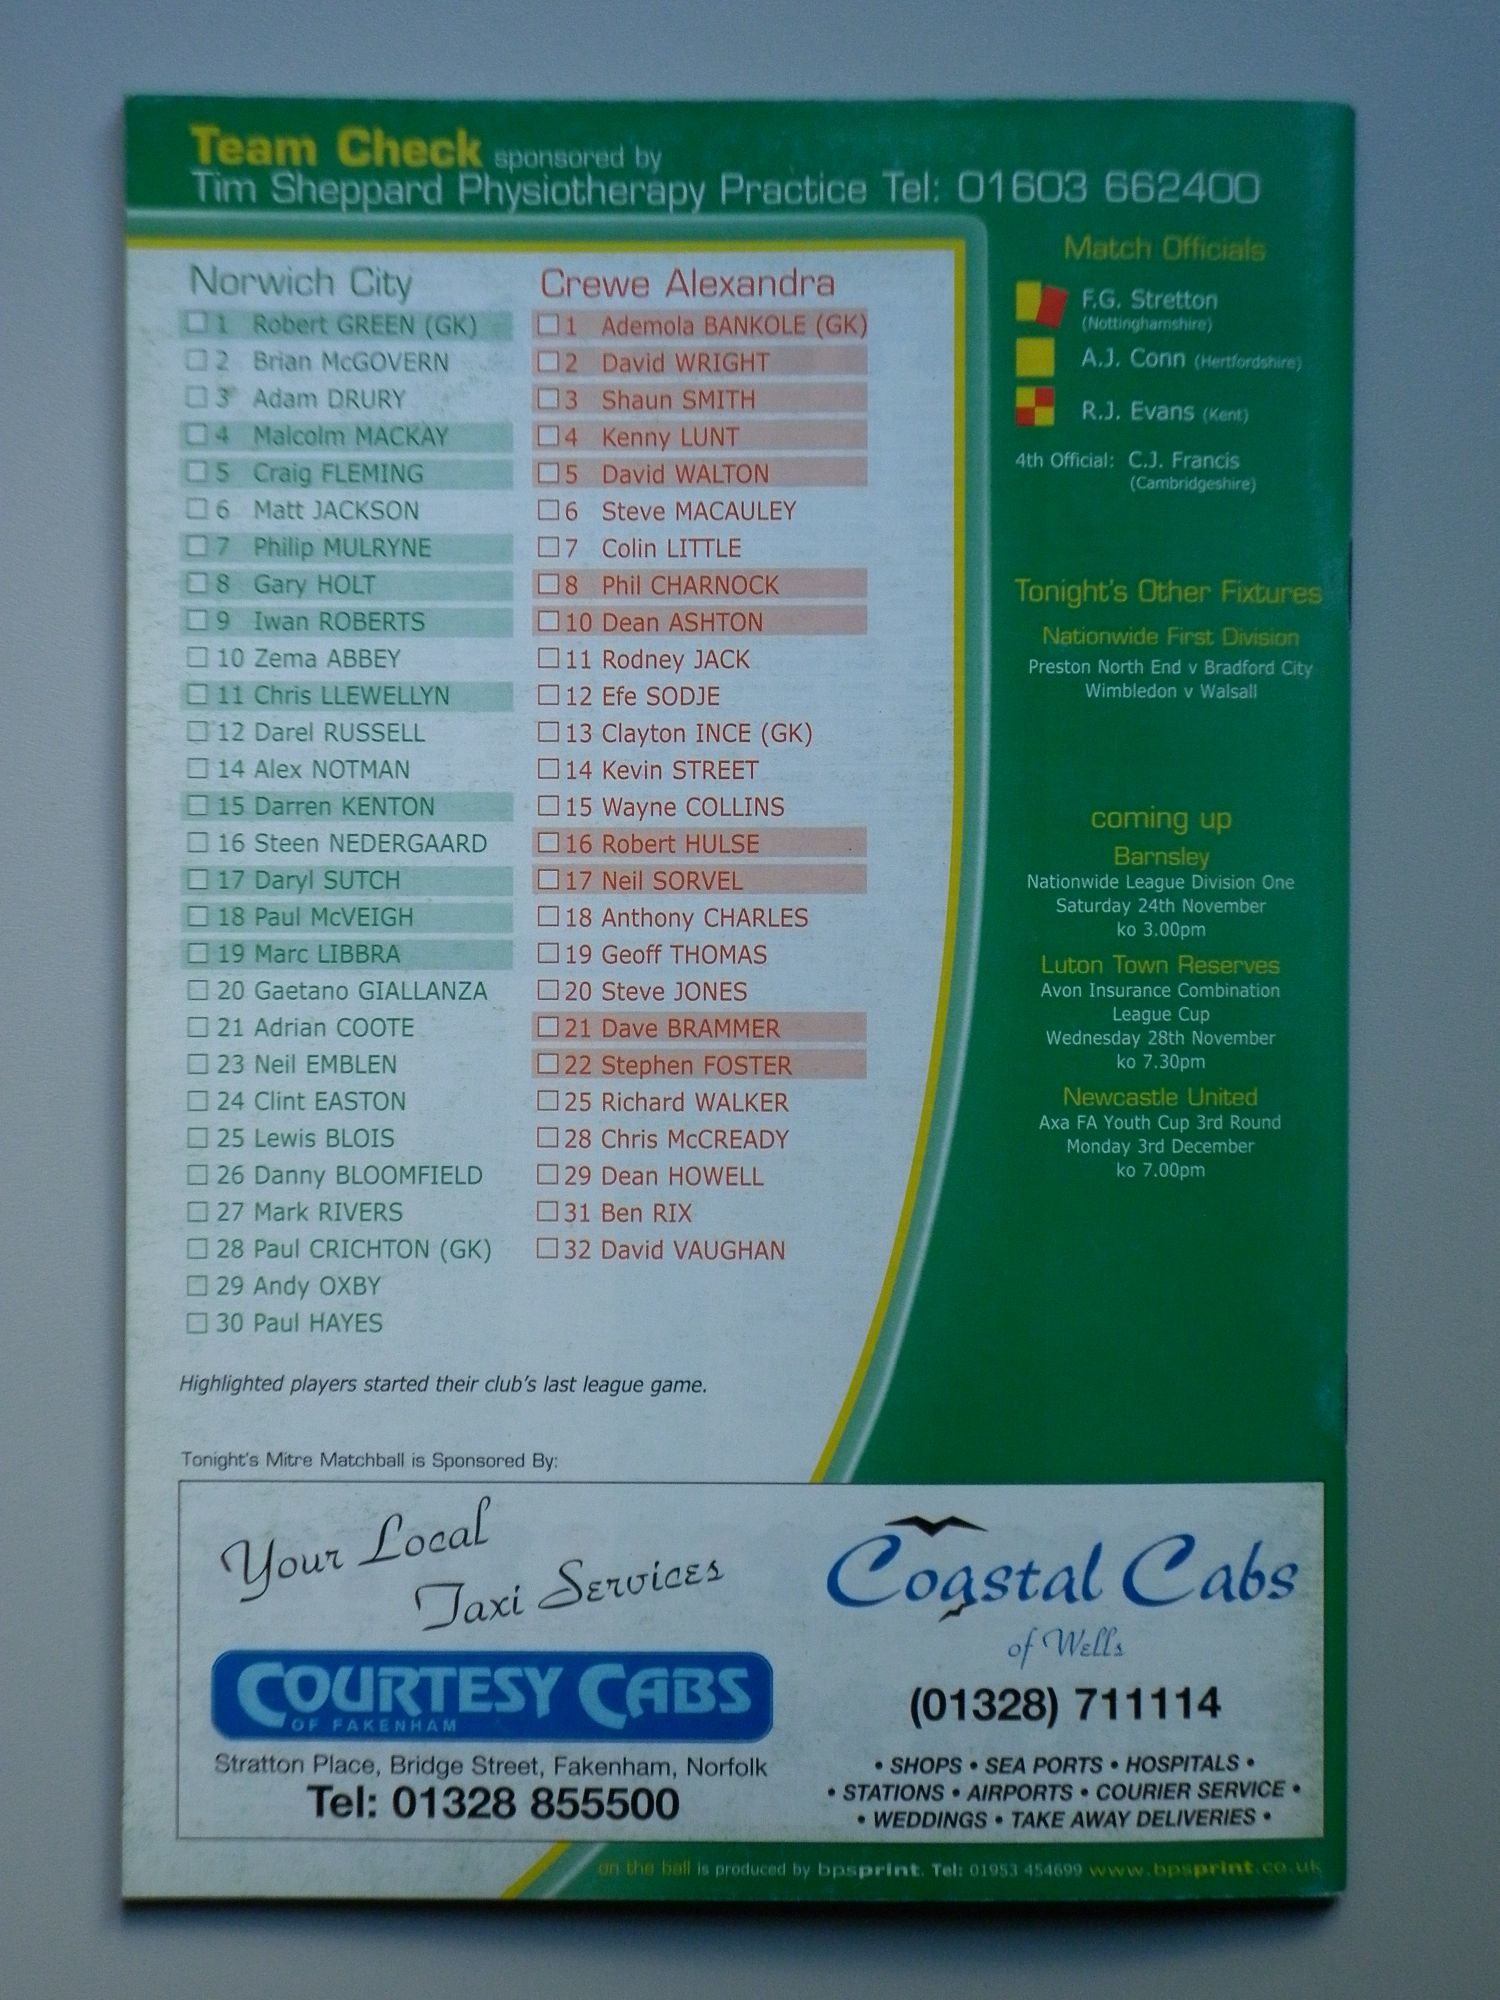 Team Check sponsored by
Tim Sheppard Physiotherapy Practice Tel: 01603 662400
Norwich City
1 Robert GREEN (GK)
2 Brian McGOVERN
3 Adam DRURY
4 Malcolm MACKAY
5 Craig FLEMING
6 Matt JACKSON
7 Philip MULRYNE
8 Gary HOLT
9 Iwan ROBERTS
10 Zema ABBEY
11 Chris LLEWELLYN
12 Darel RUSSELL
14 Alex NOTMAN
15 Darren KENTON
16 Steen NEDERGAARD
17 Daryl SUTCH
18 Paul McVEIGH
19 Marc LIBBRA
20 Gaetano GIALLANZA
21 Adrian COOTE
23 Neil EMBLEN
24 Clint EASTON
25 Lewis BLOIS
26 Danny BLOOMFIELD
27 Mark RIVERS
28 Paul CRICHTON (GK)
29 Andy OXBY
30 Paul HAYES
Crewe Alexandra
1 Ademola BANKOLE (GK)
2 David WRIGHT
3 Shaun SMITH
4 Kenny LUNT
5 David WALTON
6 Steve MACAULEY
7 Colin LITTLE
8 Phil CHARNOCK
10 Dean ASHTON
11 Rodney JACK
12 Efe SODJE
13 Clayton INCE (GK)
14 Kevin STREET
15 Wayne COLLINS
16 Robert HULSE
17 Neil SORVEL
18 Anthony CHARLES
19 Geoff THOMAS
20 Steve JONES
21 Dave BRAMMER
22 Stephen FOSTER
25 Richard WALKER
28 Chris McCREADY
29 Dean HOWELL
31 Ben RIX
32 David VAUGHAN
Highlighted players started their club's last league game.
Match Officials
F.G. Stretton
(Nottinghamshire)
A.J. Conn (Hertfordshire)
R.J. Evans (Kent)
4th Official: C.J. Francis
(Cambridgeshire)
Tonight's Other Fixtures
Nationwide First Division
Preston North End v Bradford City
Wimbledon v Walsall
coming up
Barnsley
Nationwide League Division One
Saturday 24th November
ko 3.00pm
Luton Town Reserves
Avon Insurance Combination
League Cup
Wednesday 28th November
ko 7.30pm
Newcastle United
Axa FA Youth Cup 3rd Round
Monday 3rd December
ko 7.00pm
Tonight's Mitre Matchball is Sponsored By:
Your Local
Taxi Services
COURTESY CABS
OF FAKENHAM
Stratton Place, Bridge Street, Fakenham, Norfolk
Tel: 01328 855500
Coastal Cabs
of Wells
(01328) 711114
• SHOPS • SEA PORTS • HOSPITALS •
• STATIONS • AIRPORTS • COURIER SERVICE •
• WEDDINGS • TAKE AWAY DELIVERIES •
on the ball is produced by bpsprint. Tel: 01953 454699 www.bpsprint.co.uk